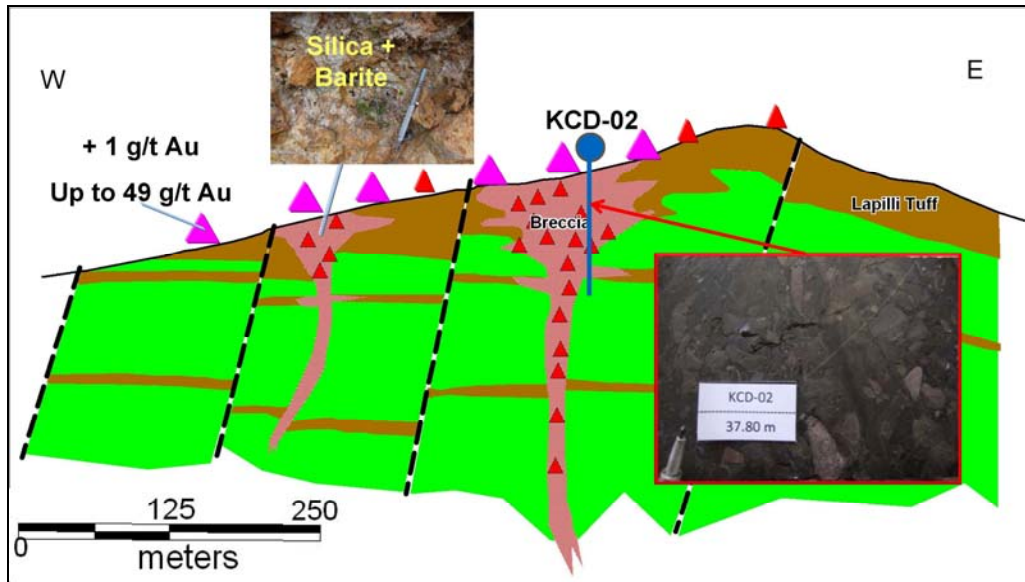 W
E
Silica +
Barite
KCD-02
+ 1 g/t Au
Up to 49 g/t Au
Breccia
Lapilli Tuff
KCD-02
37.80 m
0
125
250
meters